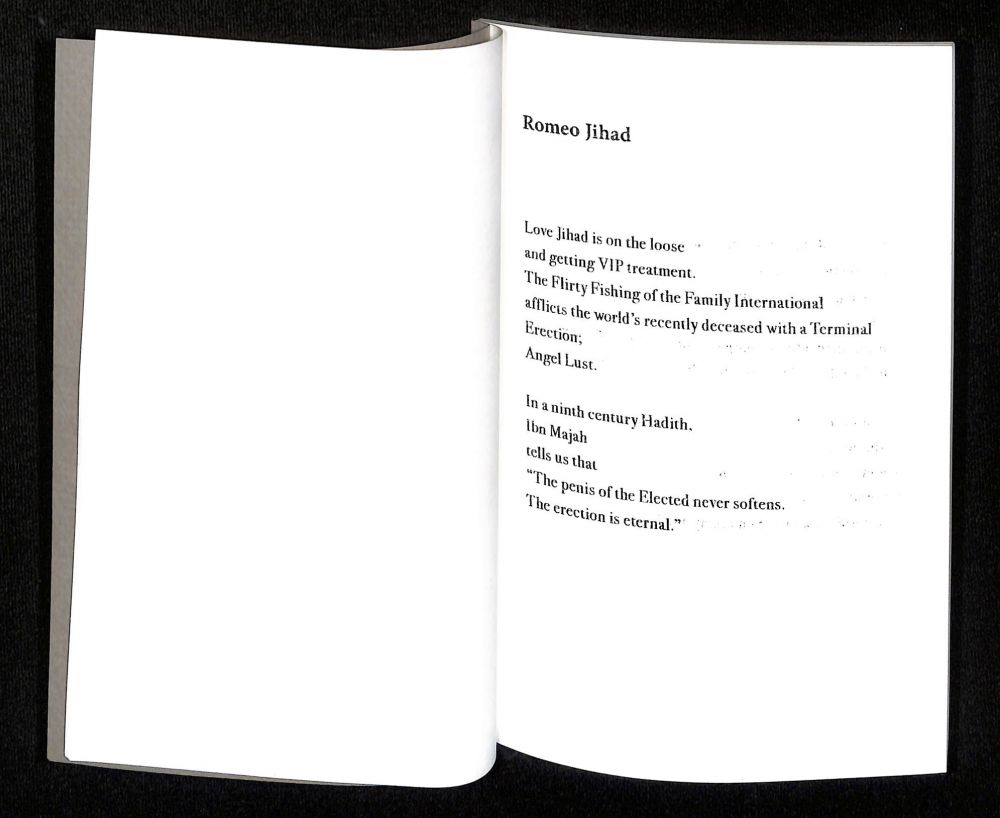 Romeo Jihad
Love Jihad is on the loose
and getting VIP treatment.
The Flirty Fishing of the Family International
afflicts the world's recently deceased with a Terminal
Erection;
Angel Lust.
In a ninth century Hadith,
Ibn Majah
tells us that
“The penis of the Elected never softens.
The erection is eternal.”